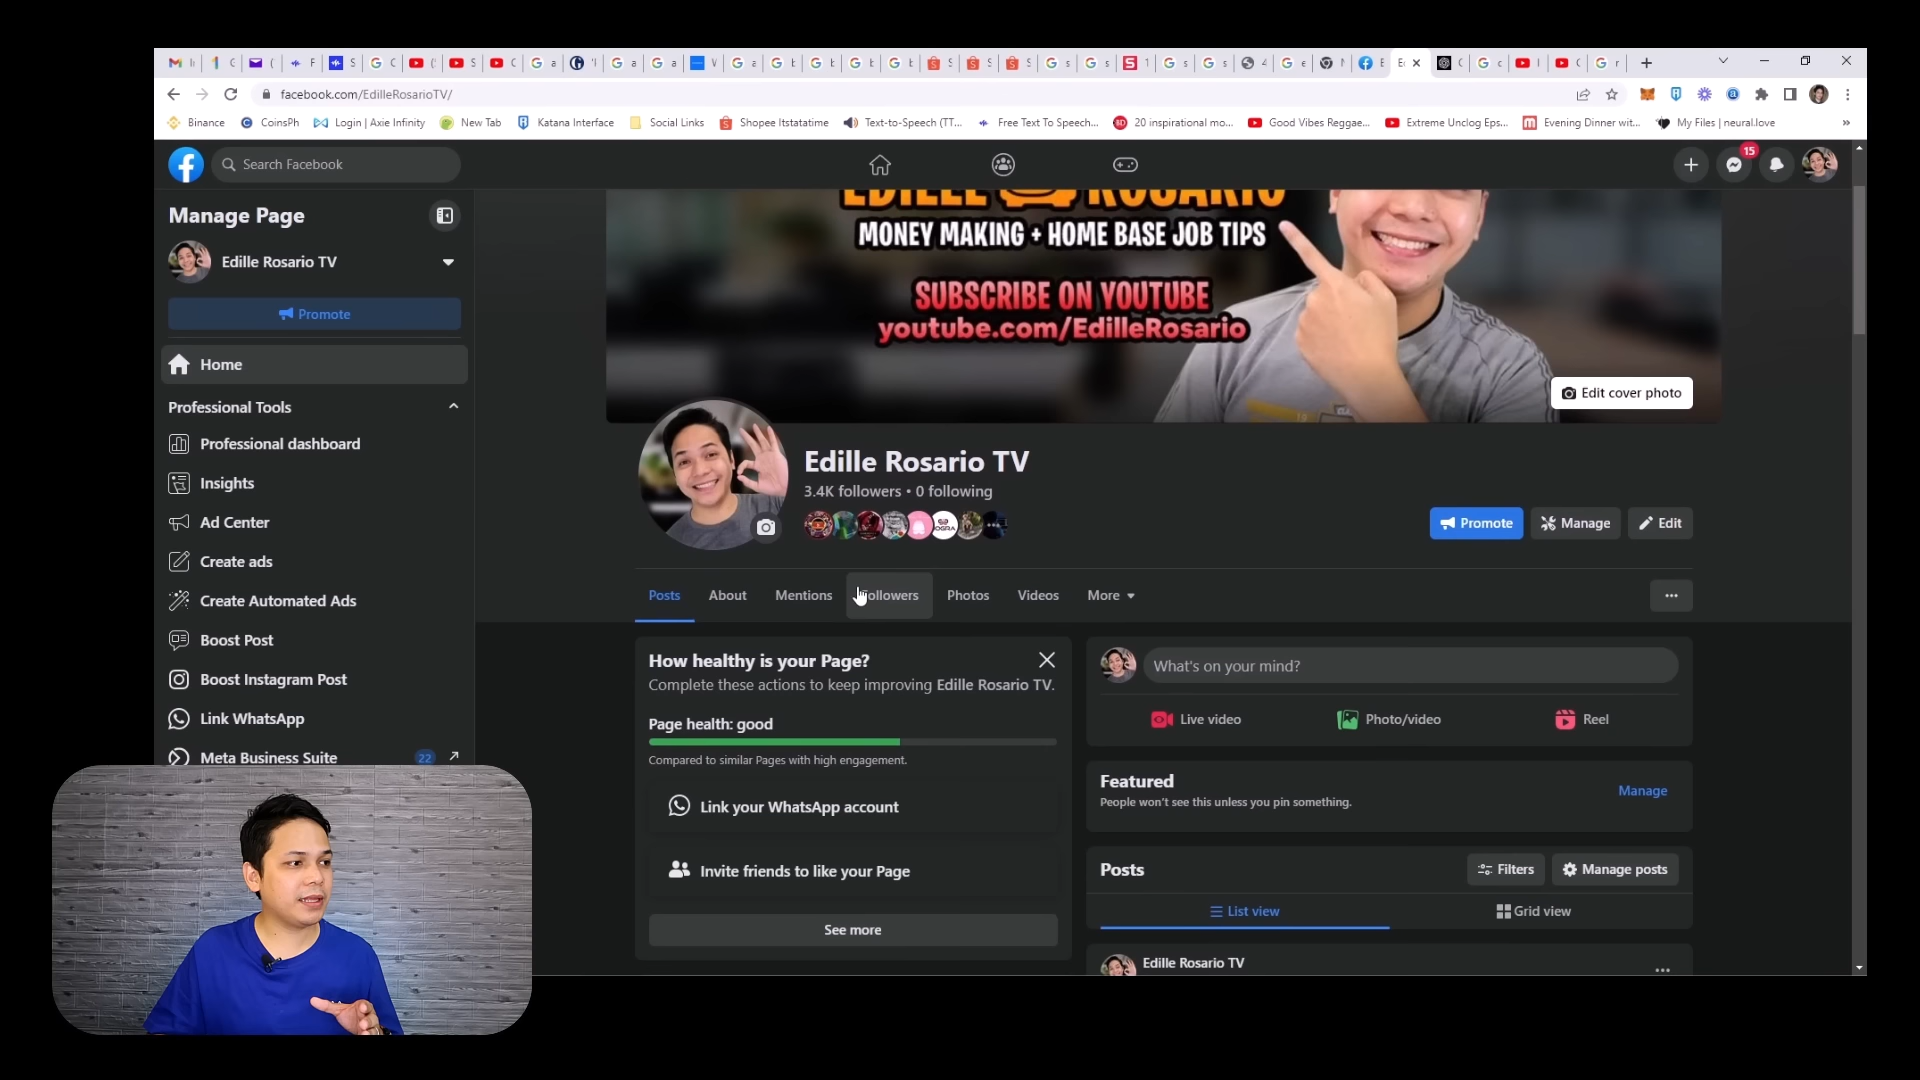 facebook.com/EdilleRosarioTV/
Binance
CoinsPh
Login | Axie Infinity
New Tab
Katana Interface
Social Links
Shopee Itstatatime
Text-to-Speech (TT...
Free Text To Speech...
20 inspirational mo...
Good Vibes Reggae...
Extreme Unclog Eps...
Evening Dinner wit...
My Files | neural.love
Search Facebook
15
Manage Page
Edille Rosario TV
Promote
Home
Professional Tools
Professional dashboard
Insights
Ad Center
Create ads
Create Automated Ads
Boost Post
Boost Instagram Post
Link WhatsApp
Meta Business Suite 22
EDILLE ROSARIO
MONEY MAKING + HOME BASE JOB TIPS
SUBSCRIBE ON YOUTUBE
youtube.com/EdilleRosario
Edit cover photo
Edille Rosario TV
3.4K followers • 0 following
Promote
Manage
Edit
Posts
About
Mentions
Followers
Photos
Videos
More
How healthy is your Page?
Complete these actions to keep improving Edille Rosario TV.
Page health: good
Compared to similar Pages with high engagement.
Link your WhatsApp account
Invite friends to like your Page
See more
What's on your mind?
Live video
Photo/video
Reel
Featured
People won't see this unless you pin something.
Manage
Posts
Filters
Manage posts
List view
Grid view
Edille Rosario TV